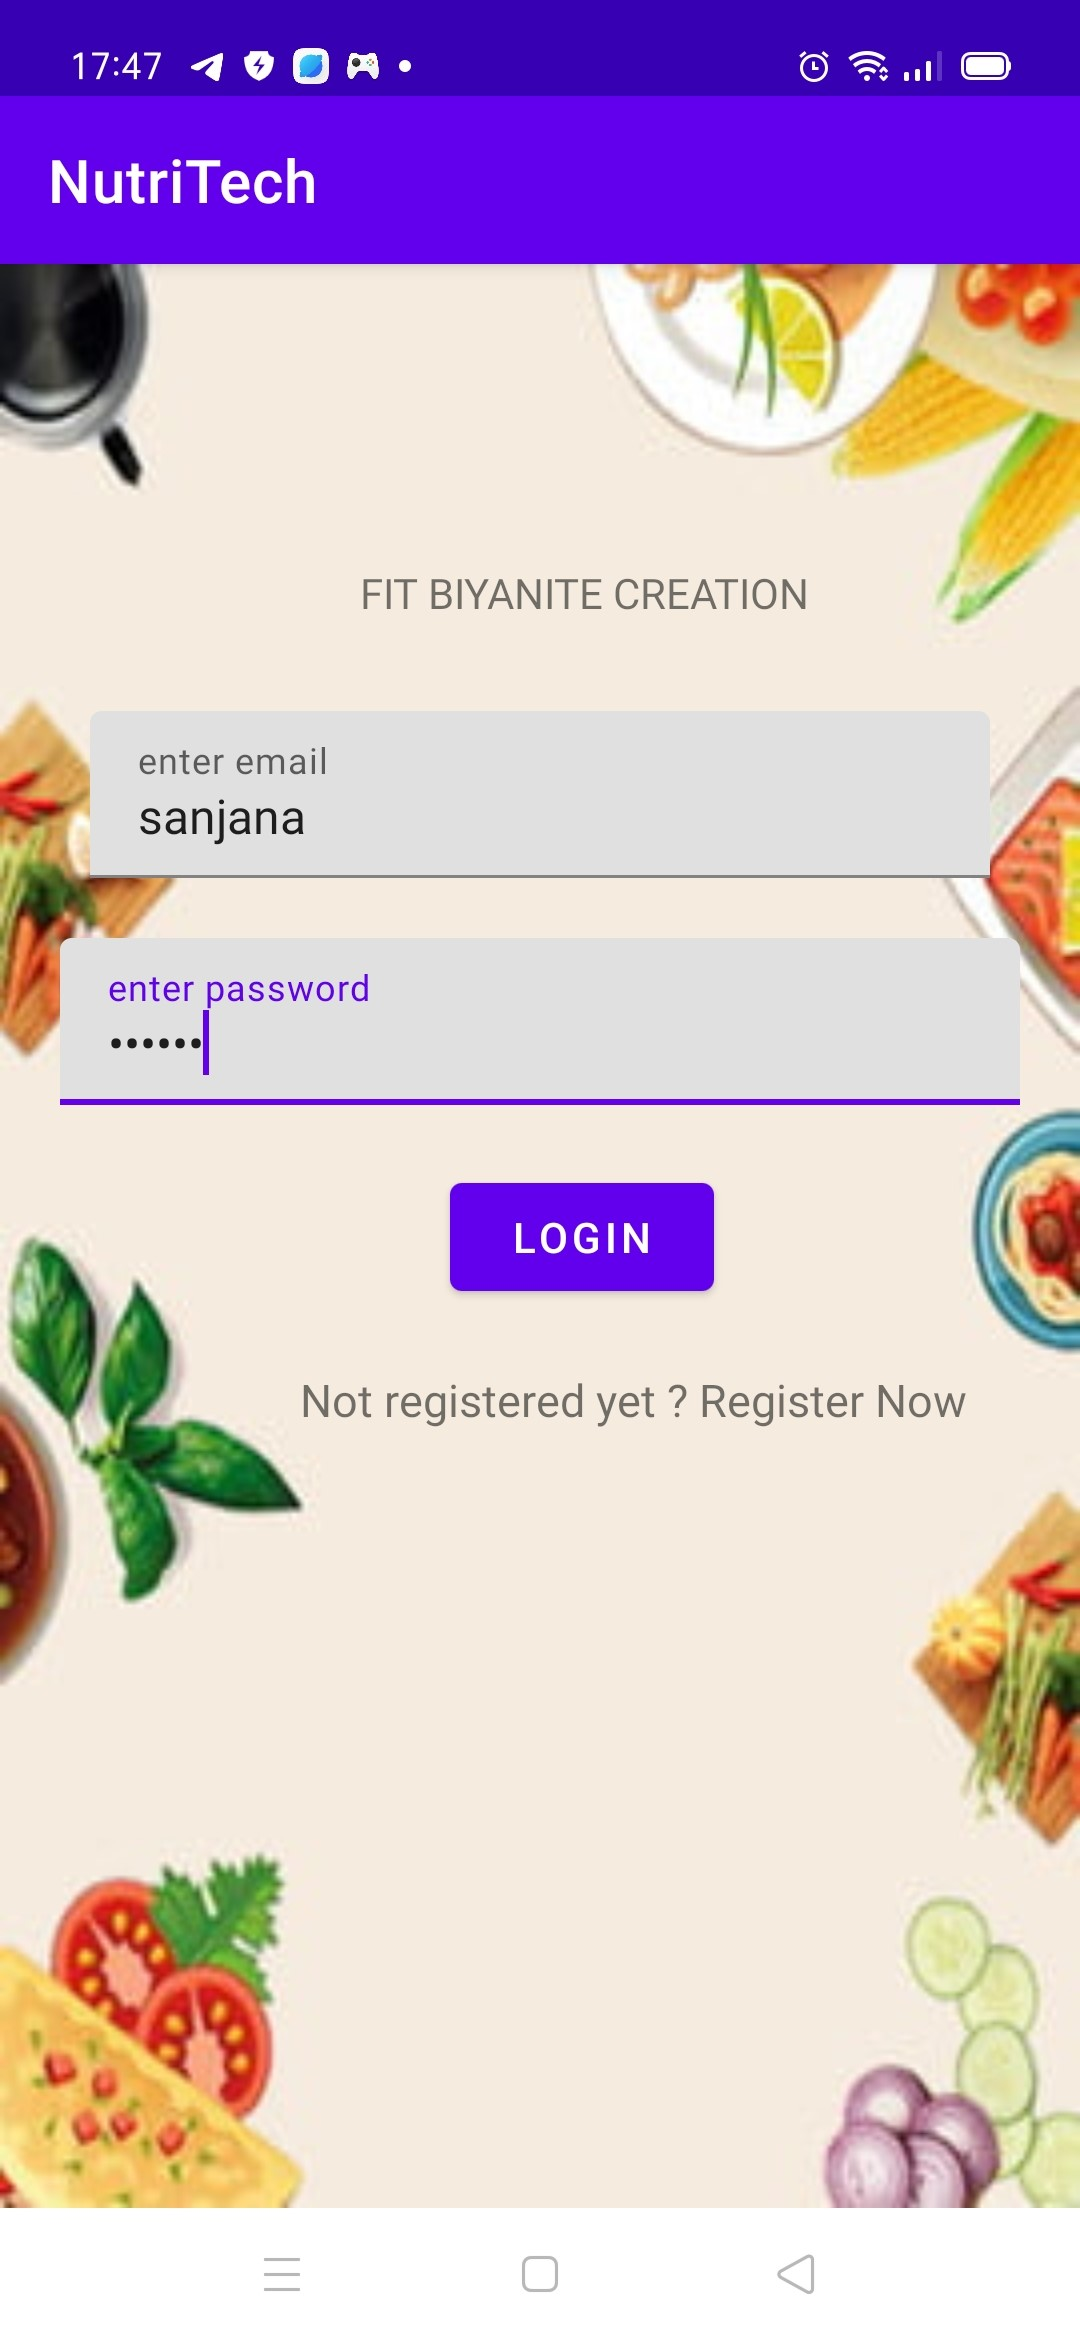 17:47
NutriTech
FIT BIYANITE CREATION
enter email
sanjana
enter password
••••••
LOGIN
Not registered yet ? Register Now